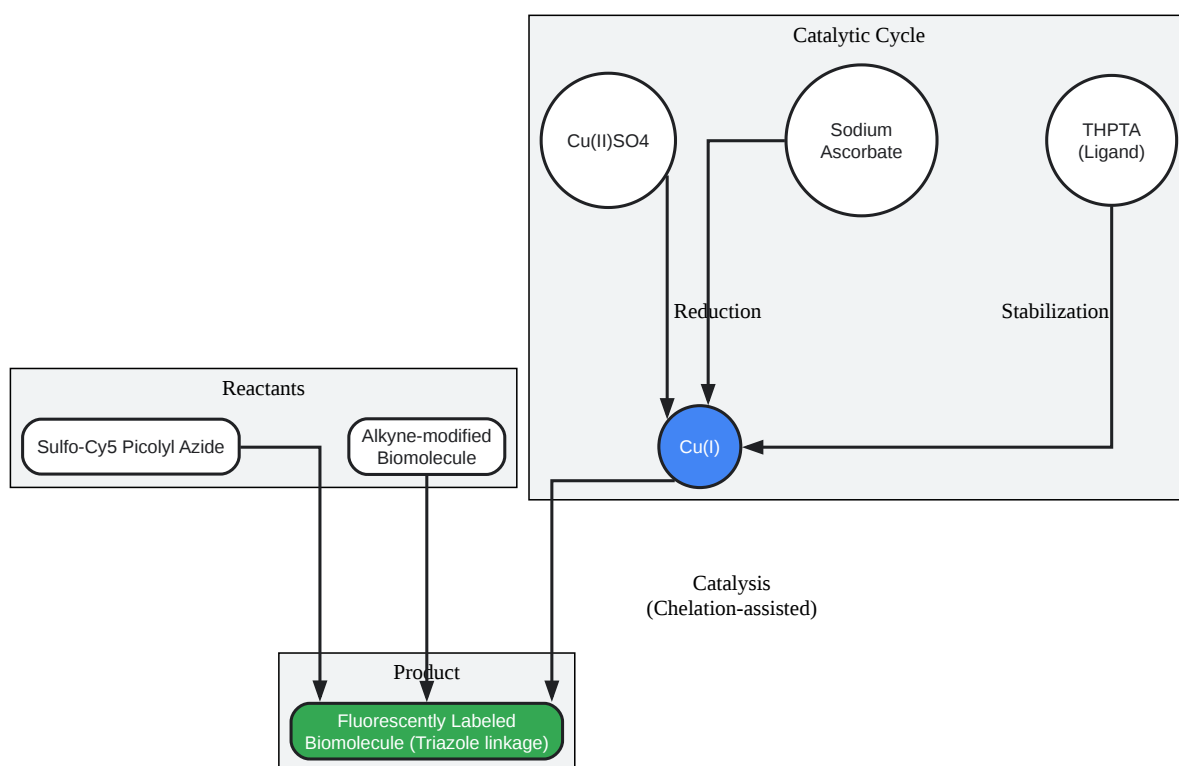 Catalytic Cycle
Cu(II)SO4
Sodium
Ascorbate
THPTA
(Ligand)
Reduction
Stabilization
Reactants
Sulfo-Cy5 Picolyl Azide
Alkyne-modified
Biomolecule
Cu(I)
Catalysis
(Chelation-assisted)
Product
Fluorescently Labeled
Biomolecule (Triazole linkage)